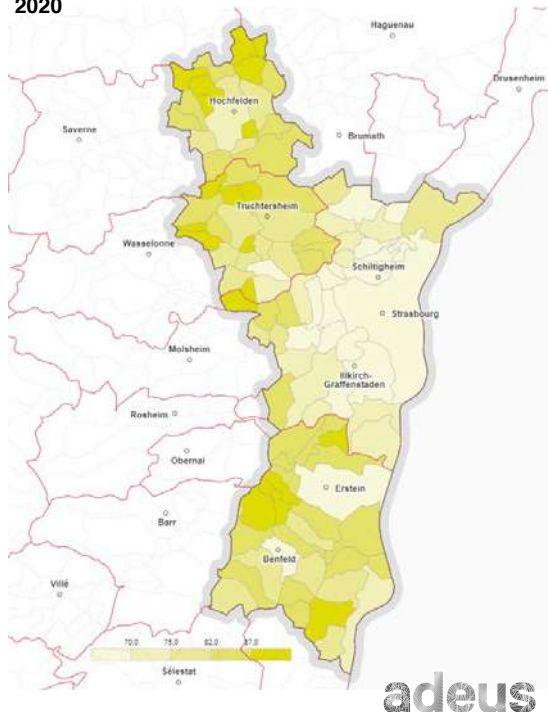 2020
Haguenau
Drusenheim
Hochfelden
Saverne
Brumath
Truchtersheim
Wasselonne
Schiltigheim
Strasbourg
Molsheim
Illkirch-
Graffenstaden
Rosheim
Obernai
Erstein
Barr
Benfeld
Villé
70,0 75,0 82,0 87,0
Sélestat
adeus